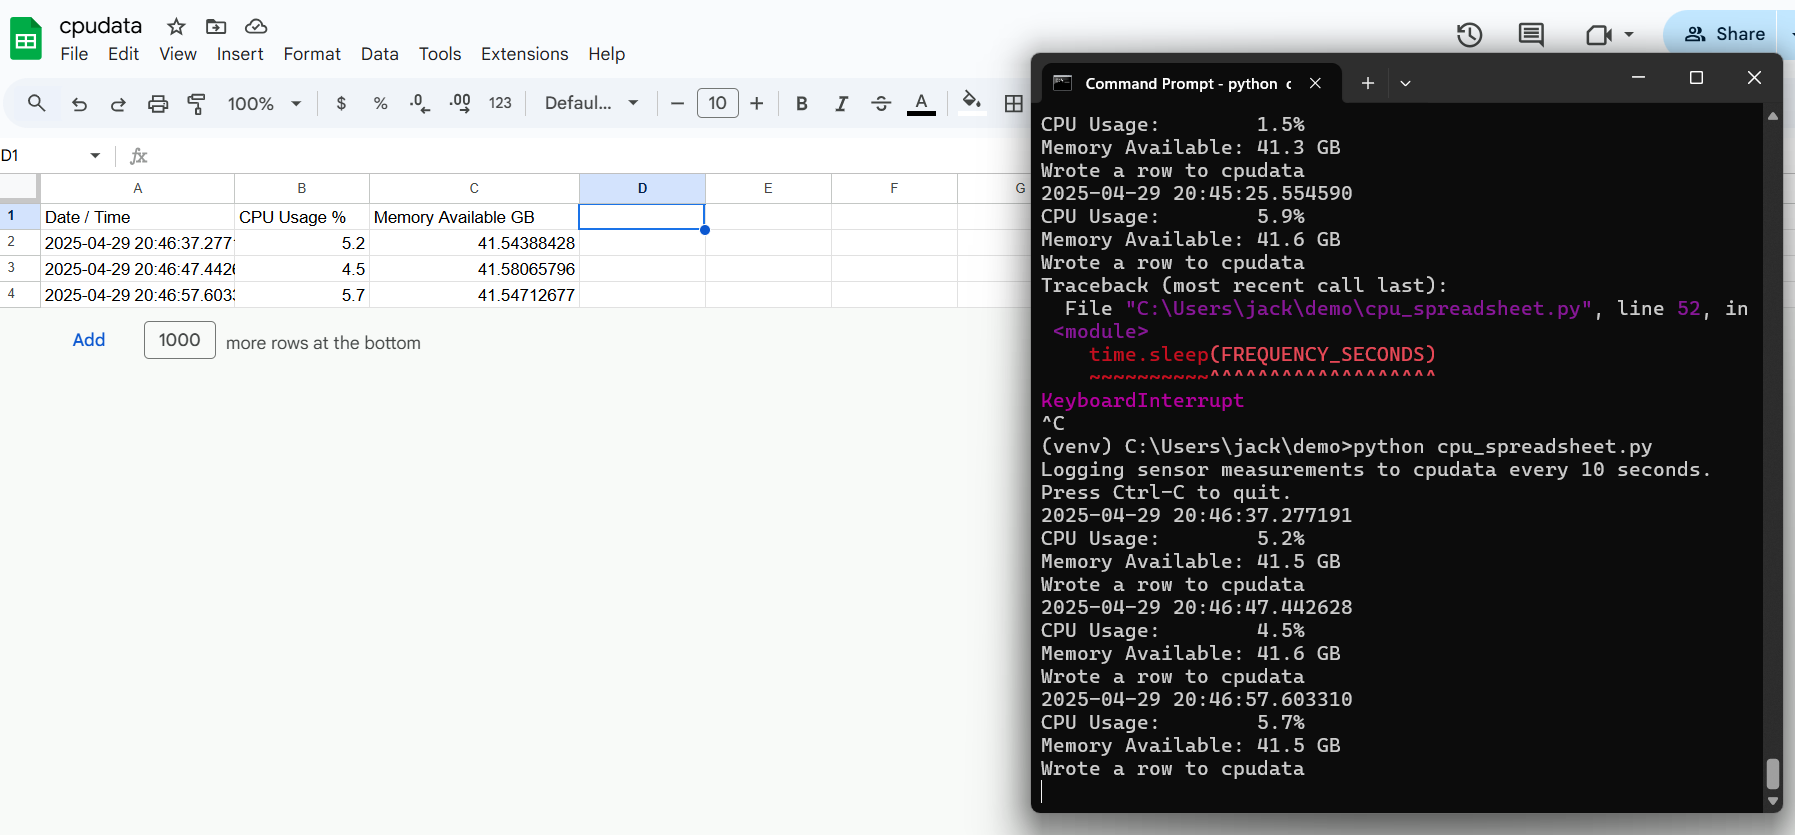 cpudata
File Edit View Insert Format Data Tools Extensions Help
Share
100% $ % .0 .00 123 Defaul... 10 B I S A
D1 fx
A B C D E F G
1 Date / Time CPU Usage % Memory Available GB
2 2025-04-29 20:46:37.277 5.2 41.54388428
3 2025-04-29 20:46:47.442 4.5 41.58065796
4 2025-04-29 20:46:57.603 5.7 41.54712677
Add 1000 more rows at the bottom
Command Prompt - python c
CPU Usage: 1.5%
Memory Available: 41.3 GB
Wrote a row to cpudata
2025-04-29 20:45:25.554590
CPU Usage: 5.9%
Memory Available: 41.6 GB
Wrote a row to cpudata
Traceback (most recent call last):
File "C:\Users\jack\demo\cpu_spreadsheet.py", line 52, in
<module>
time.sleep(FREQUENCY_SECONDS)
~~~~~~~~~~^^^^^^^^^^^^^^^^^^^
KeyboardInterrupt
^C
(venv) C:\Users\jack\demo>python cpu_spreadsheet.py
Logging sensor measurements to cpudata every 10 seconds.
Press Ctrl-C to quit.
2025-04-29 20:46:37.277191
CPU Usage: 5.2%
Memory Available: 41.5 GB
Wrote a row to cpudata
2025-04-29 20:46:47.442628
CPU Usage: 4.5%
Memory Available: 41.6 GB
Wrote a row to cpudata
2025-04-29 20:46:57.603310
CPU Usage: 5.7%
Memory Available: 41.5 GB
Wrote a row to cpudata